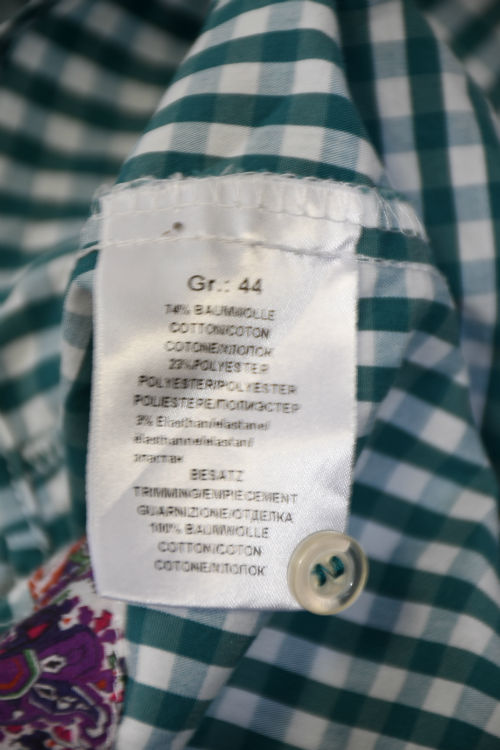 Gr.: 44
74% BAUMWOLLE
COTTON/COTON
COTONE/ХЛОПОК
23%POLYESTER
POLYESTER/POLYESTER
POLIESTERE/ПОЛИЭСТЕР
3% Elasthan/elastane/
élasthanne/elastan/
эластан
BESATZ
TRIMMING/EMPIECEMENT
GUARNIZIONE/ОТДЕЛКА
100% BAUMWOLLE
COTTON/COTON
COTONE/ХЛОПОК